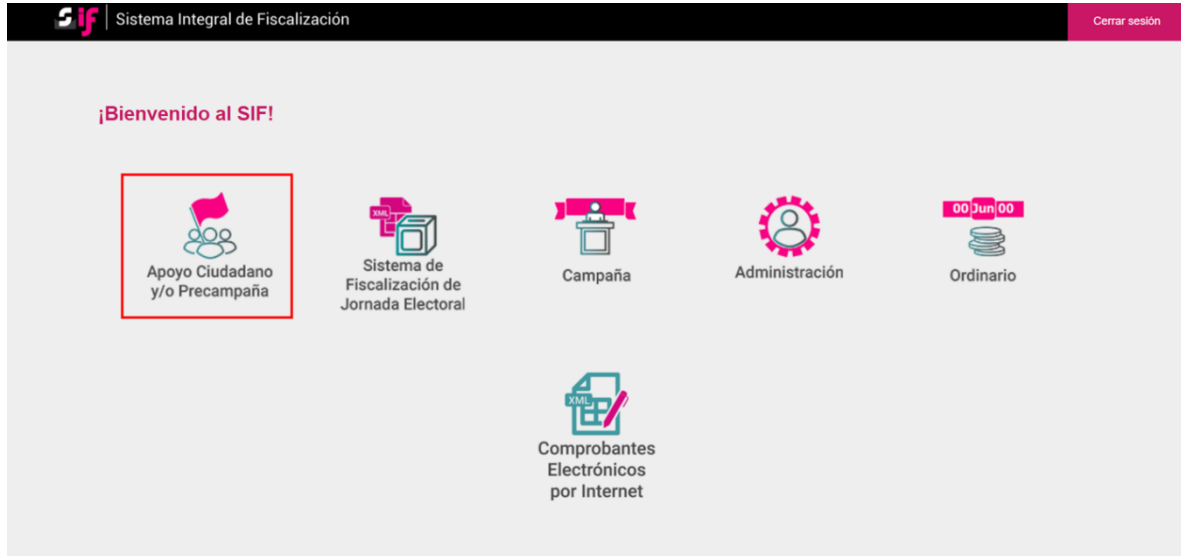 sif Sistema Integral de Fiscalización Cerrar sesión
¡Bienvenido al SIF!
Apoyo Ciudadano
y/o Precampaña
XML
Sistema de
Fiscalización de
Jornada Electoral
Campaña
Administración
00 Jun 00
Ordinario
XML
Comprobantes
Electrónicos
por Internet